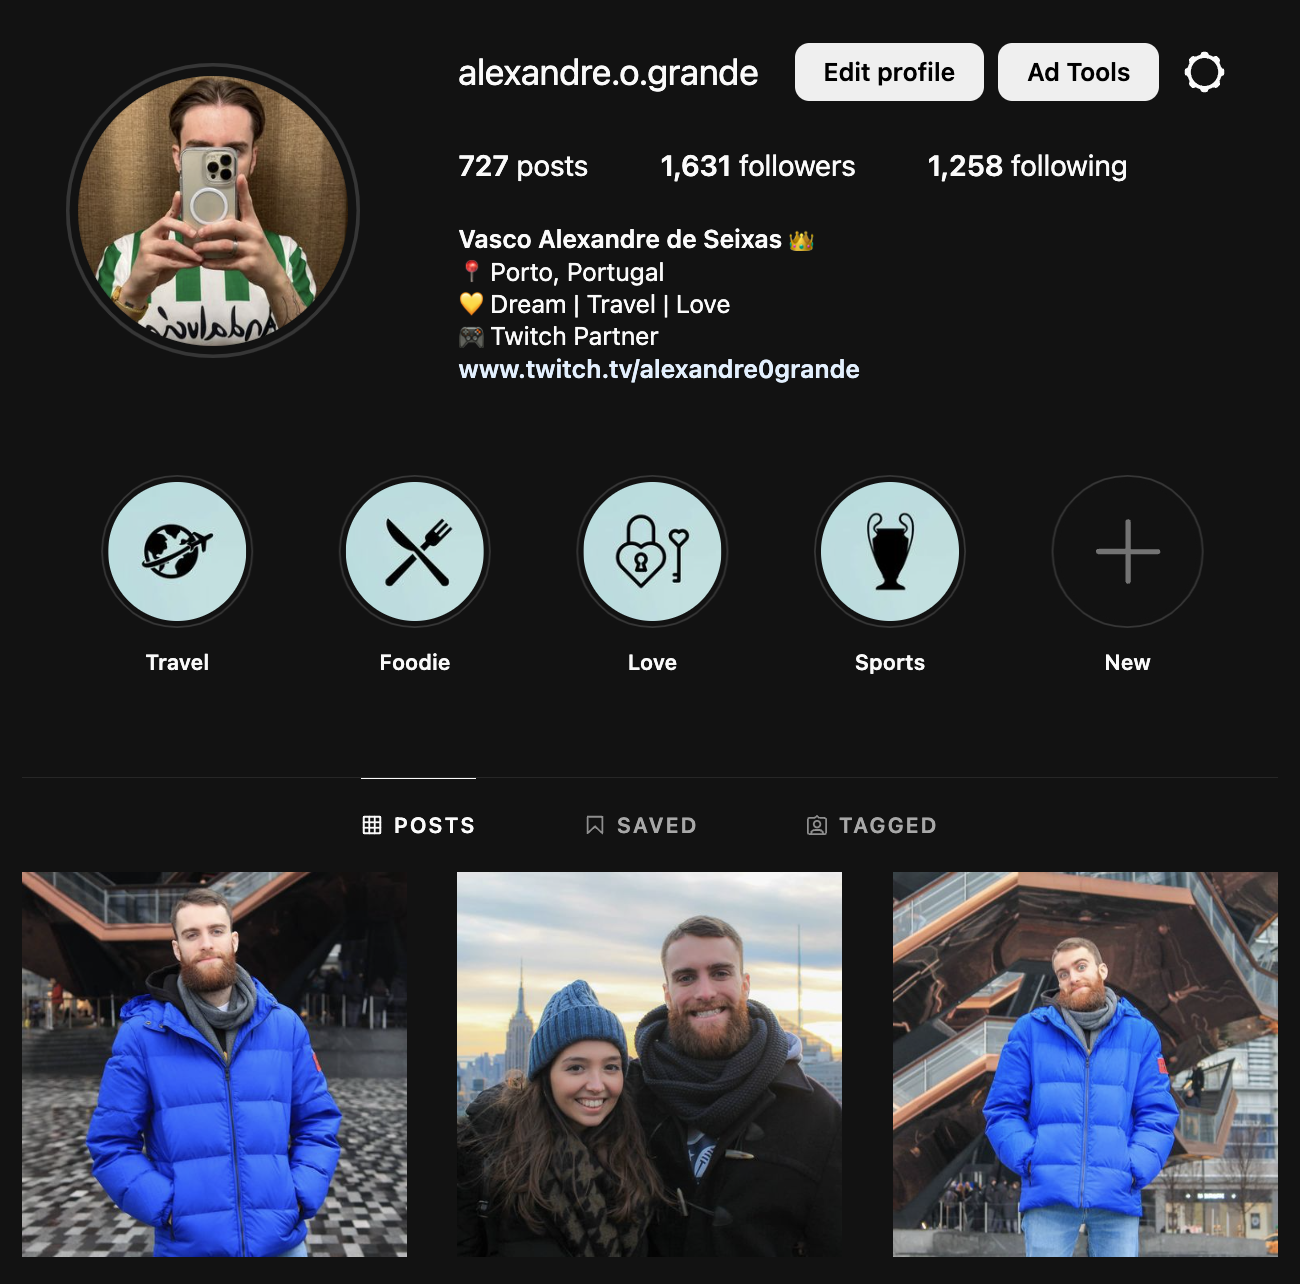 alexandre.o.grande Edit profile Ad Tools
727 posts 1,631 followers 1,258 following
Vasco Alexandre de Seixas 👑
📍 Porto, Portugal
💛 Dream | Travel | Love
🎮 Twitch Partner
www.twitch.tv/alexandre0grande
Andalucía
Travel Foodie Love Sports New
POSTS SAVED TAGGED